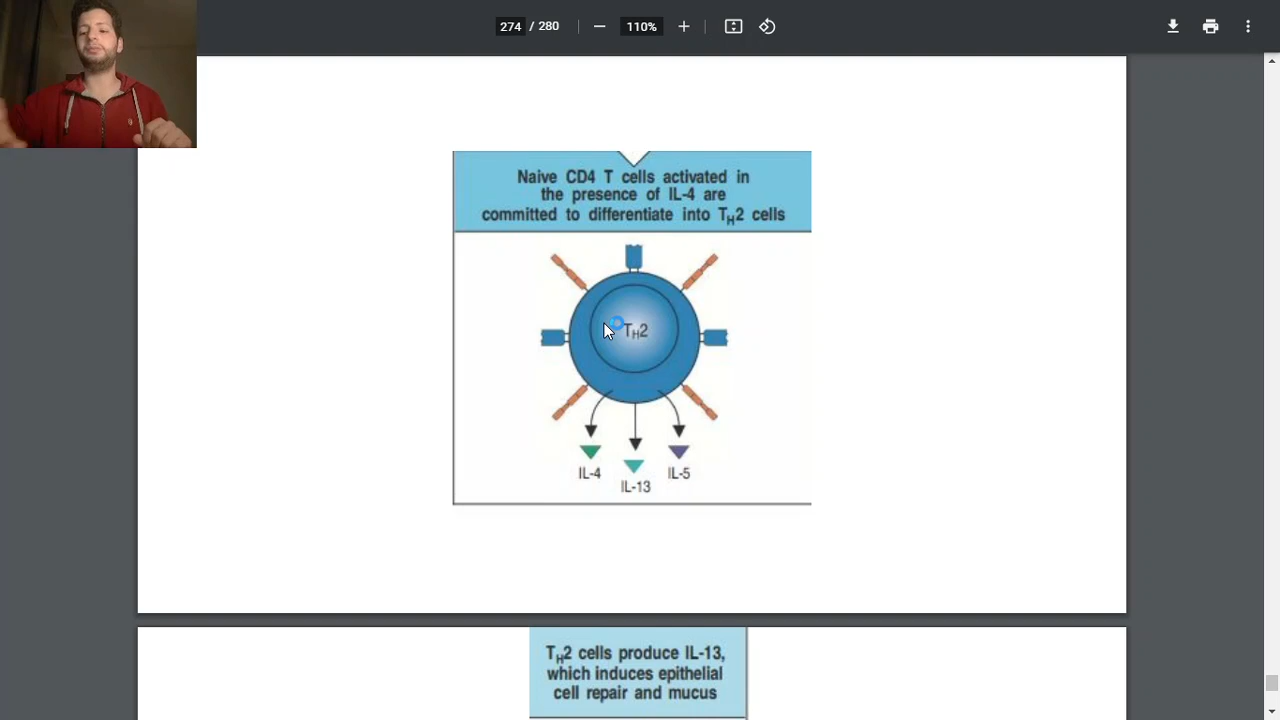 274 / 280
110%
Naive CD4 T cells activated in
the presence of IL-4 are
committed to differentiate into TH2 cells
TH2
IL-4
IL-13
IL-5
TH2 cells produce IL-13,
which induces epithelial
cell repair and mucus